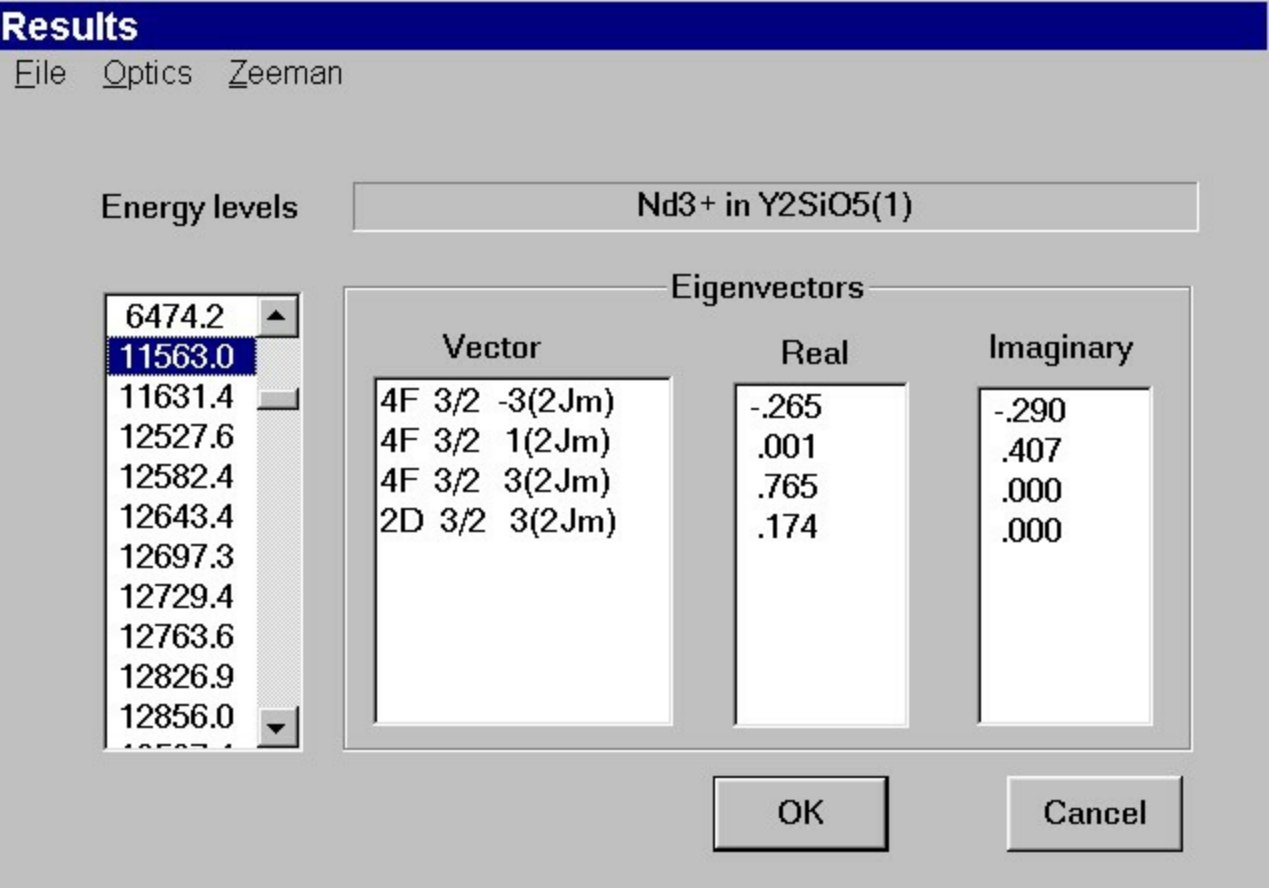 Results
File Optics Zeeman
Energy levels
Nd3+ in Y2SiO5(1)
Eigenvectors
Vector Real Imaginary
6474.2
11563.0
11631.4
12527.6
12582.4
12643.4
12697.3
12729.4
12763.6
12826.9
12856.0
4F 3/2 -3(2Jm) -.265 -.290
4F 3/2 1(2Jm) .001 .407
4F 3/2 3(2Jm) .765 .000
2D 3/2 3(2Jm) .174 .000
OK Cancel